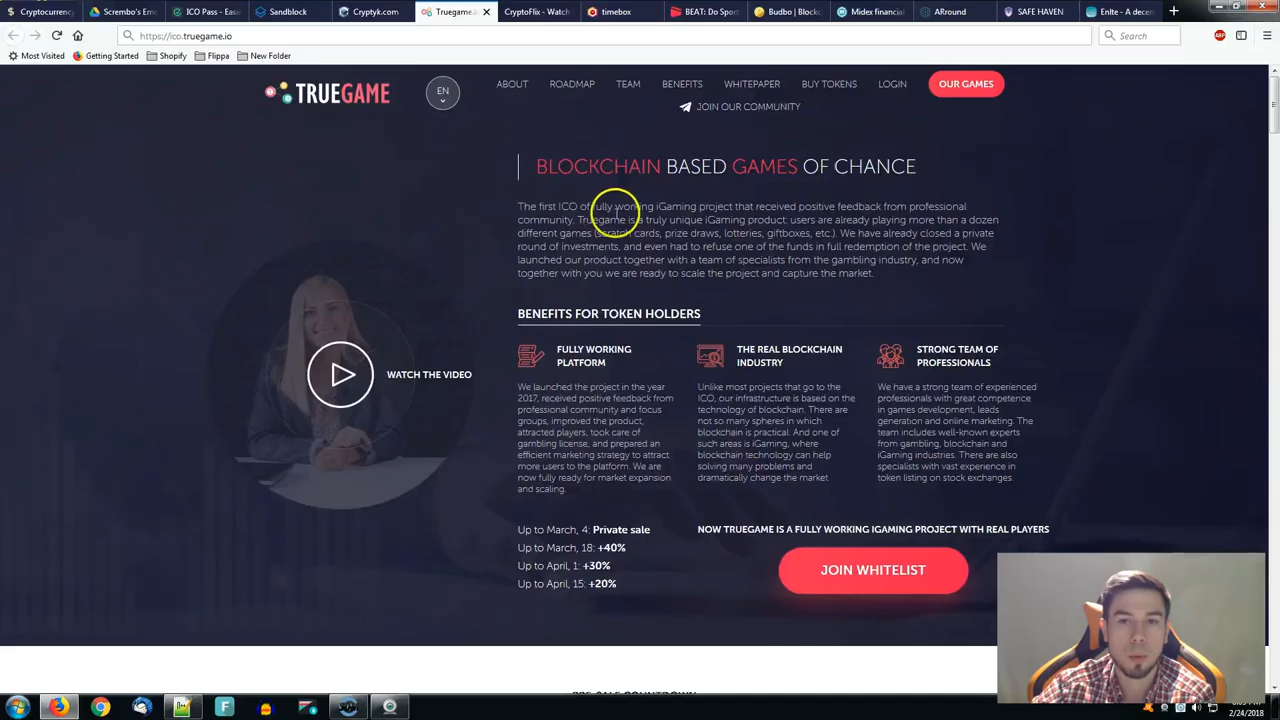 Cryptocurrency
Scrembo's Em
ICO Pass - Easi
Sandblock
Cryptyk.com
Truegame.i
CryptoFlix - Watch
timebox
BEAT: Do Spor
Budbo | Block
Mider financial
ARround
SAFE HAVEN
Enlte - A decen
https://ico.truegame.io
Search
Most Visited
Getting Started
Shopify
Flippa
New Folder
TRUEGAME
EN
ABOUT
ROADMAP
TEAM
BENEFITS
WHITEPAPER
BUY TOKENS
LOGIN
OUR GAMES
JOIN OUR COMMUNITY
BLOCKCHAIN BASED GAMES OF CHANCE
The first ICO of fully working iGaming project that received positive feedback from professional
community. Truegame is a truly unique iGaming product: users are already playing more than a dozen
different games (scratch cards, prize draws, lotteries, giftboxes, etc.). We have already closed a private
round of investments, and even had to refuse one of the funds in full redemption of the project. We
launched our product together with a team of specialists from the gambling industry, and now
together with you we are ready to scale the project and capture the market.
BENEFITS FOR TOKEN HOLDERS
FULLY WORKING
PLATFORM
We launched the project in the year
2017, received positive feedback from
professional community and focus
groups, improved the product,
attracted players, took care of
gambling license, and prepared an
efficient marketing strategy to attract
more users to the platform. We are
now fully ready for market expansion
and scaling.
THE REAL BLOCKCHAIN
INDUSTRY
Unlike most projects that go to the
ICO, our infrastructure is based on the
technology of blockchain. There are
not so many spheres in which
blockchain is practical. And one of
such areas is iGaming, where
blockchain technology can help
solving many problems and
dramatically change the market
STRONG TEAM OF
PROFESSIONALS
We have a strong team of experienced
professionals with great competence
in games development, leads
generation and online marketing. The
team includes well-known experts
from gambling, blockchain and
iGaming industries. There are also
specialists with vast experience in
token listing on stock exchanges
WATCH THE VIDEO
Up to March, 4: Private sale
Up to March, 18: +40%
Up to April, 1: +30%
Up to April, 15: +20%
NOW TRUEGAME IS A FULLY WORKING IGAMING PROJECT WITH REAL PLAYERS
JOIN WHITELIST
PRE-SALE COUNTDOWN
2/24/2018